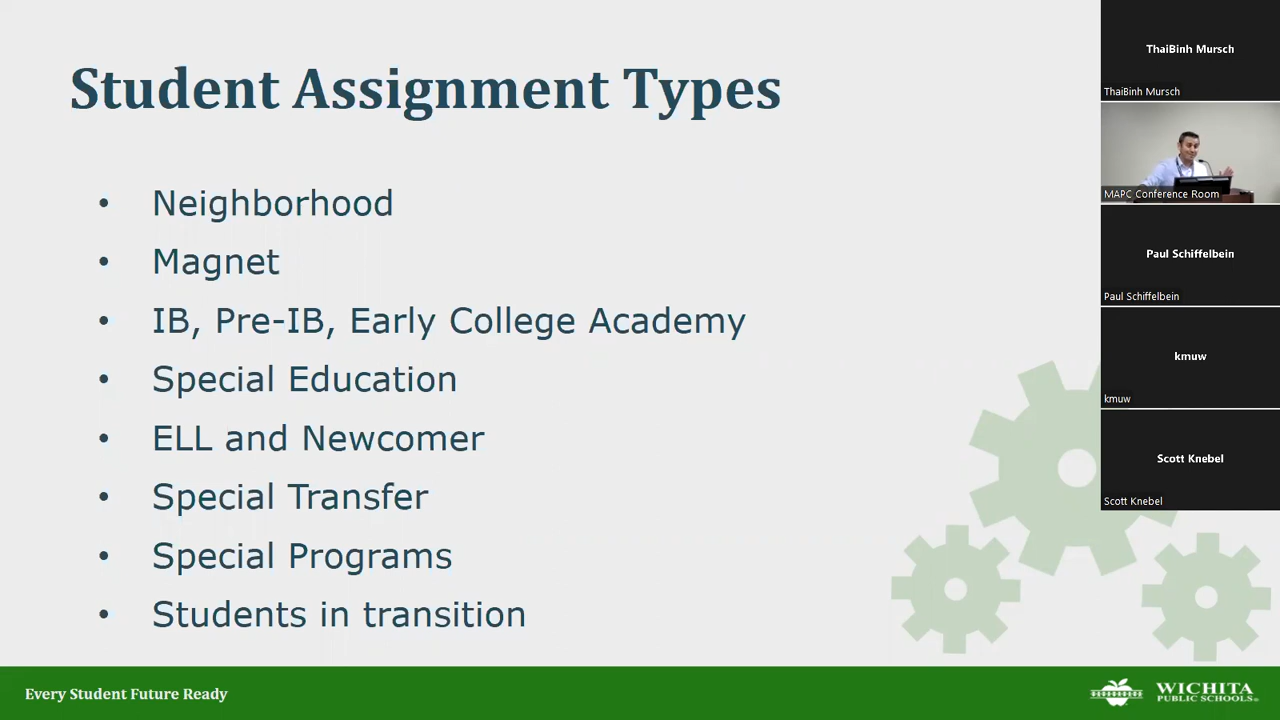 Student Assignment Types
• Neighborhood
• Magnet
• IB, Pre-IB, Early College Academy
• Special Education
• ELL and Newcomer
• Special Transfer
• Special Programs
• Students in transition
Every Student Future Ready
WICHITA
PUBLIC SCHOOLS®
ThaiBinh Mursch
ThaiBinh Mursch
MAPC Conference Room
Paul Schiffelbein
Paul Schiffelbein
kmuw
kmuw
Scott Knebel
Scott Knebel